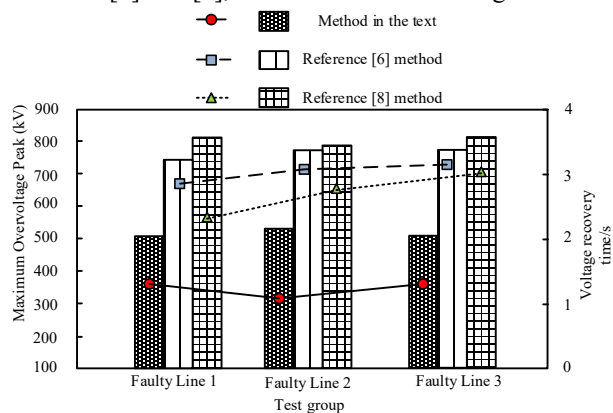 Method in the text
Reference [6] method
Reference [8] method
900
800
700
600
500
400
300
200
100
Maximum Overvoltage Peak (kV)
4
3
2
1
0
Voltage recovery
time/s
Faulty Line 1
Faulty Line 2
Faulty Line 3
Test group